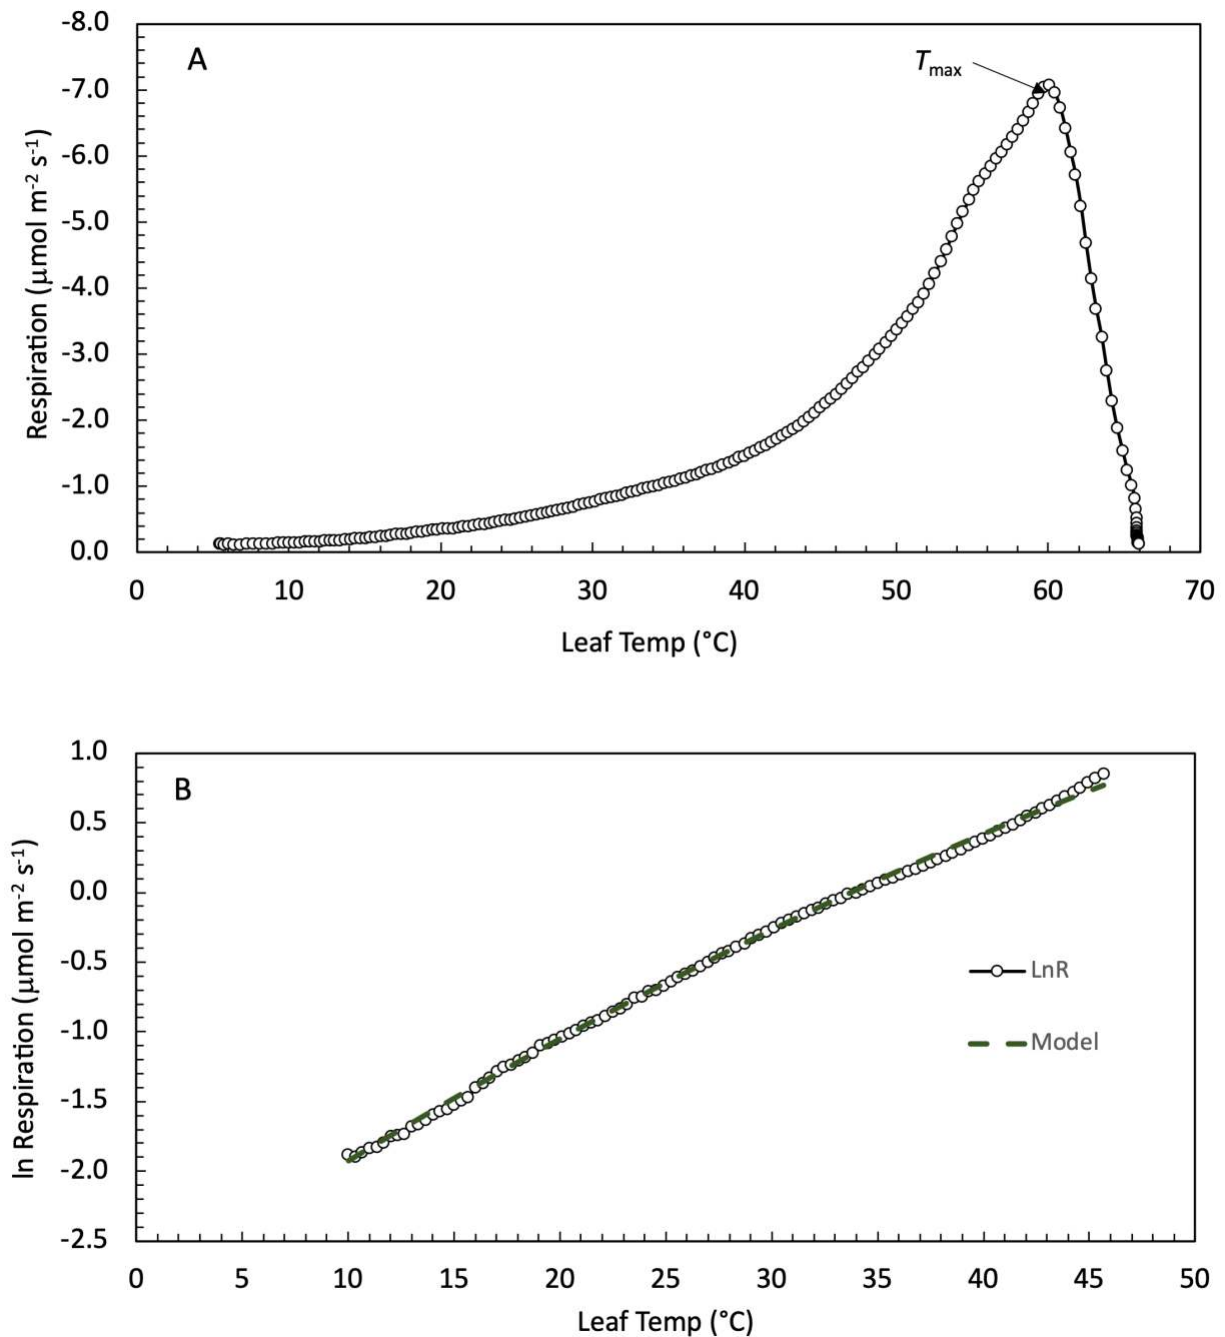 -8.0
A
T max
-7.0
-6.0
-5.0
-4.0
-3.0
-2.0
-1.0
0.0
Respiration (μmol m-2 s-1)
0 10 20 30 40 50 60 70
Leaf Temp (°C)
1.0
B
0.5
0.0
-0.5
-1.0
-1.5
-2.0
-2.5
ln Respiration (μmol m-2 s-1)
LnR
Model
0 5 10 15 20 25 30 35 40 45 50
Leaf Temp (°C)